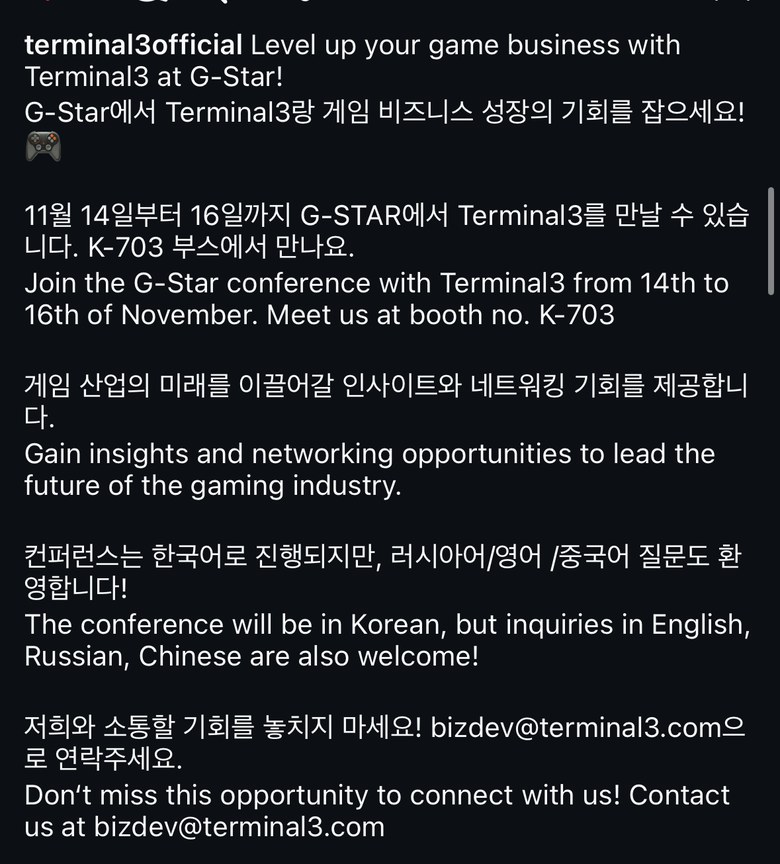 terminal3official Level up your game business with
Terminal3 at G-Star!
G-Star에서 Terminal3랑 게임 비즈니스 성장의 기회를 잡으세요!
🎮
11월 14일부터 16일까지 G-STAR에서 Terminal3를 만날 수 있습
니다. K-703 부스에서 만나요.
Join the G-Star conference with Terminal3 from 14th to
16th of November. Meet us at booth no. K-703
게임 산업의 미래를 이끌어갈 인사이트와 네트워킹 기회를 제공합니
다.
Gain insights and networking opportunities to lead the
future of the gaming industry.
컨퍼런스는 한국어로 진행되지만, 러시아어/영어 /중국어 질문도 환
영합니다!
The conference will be in Korean, but inquiries in English,
Russian, Chinese are also welcome!
저희와 소통할 기회를 놓치지 마세요! bizdev@terminal3.com으
로 연락주세요.
Don‘t miss this opportunity to connect with us! Contact
us at bizdev@terminal3.com